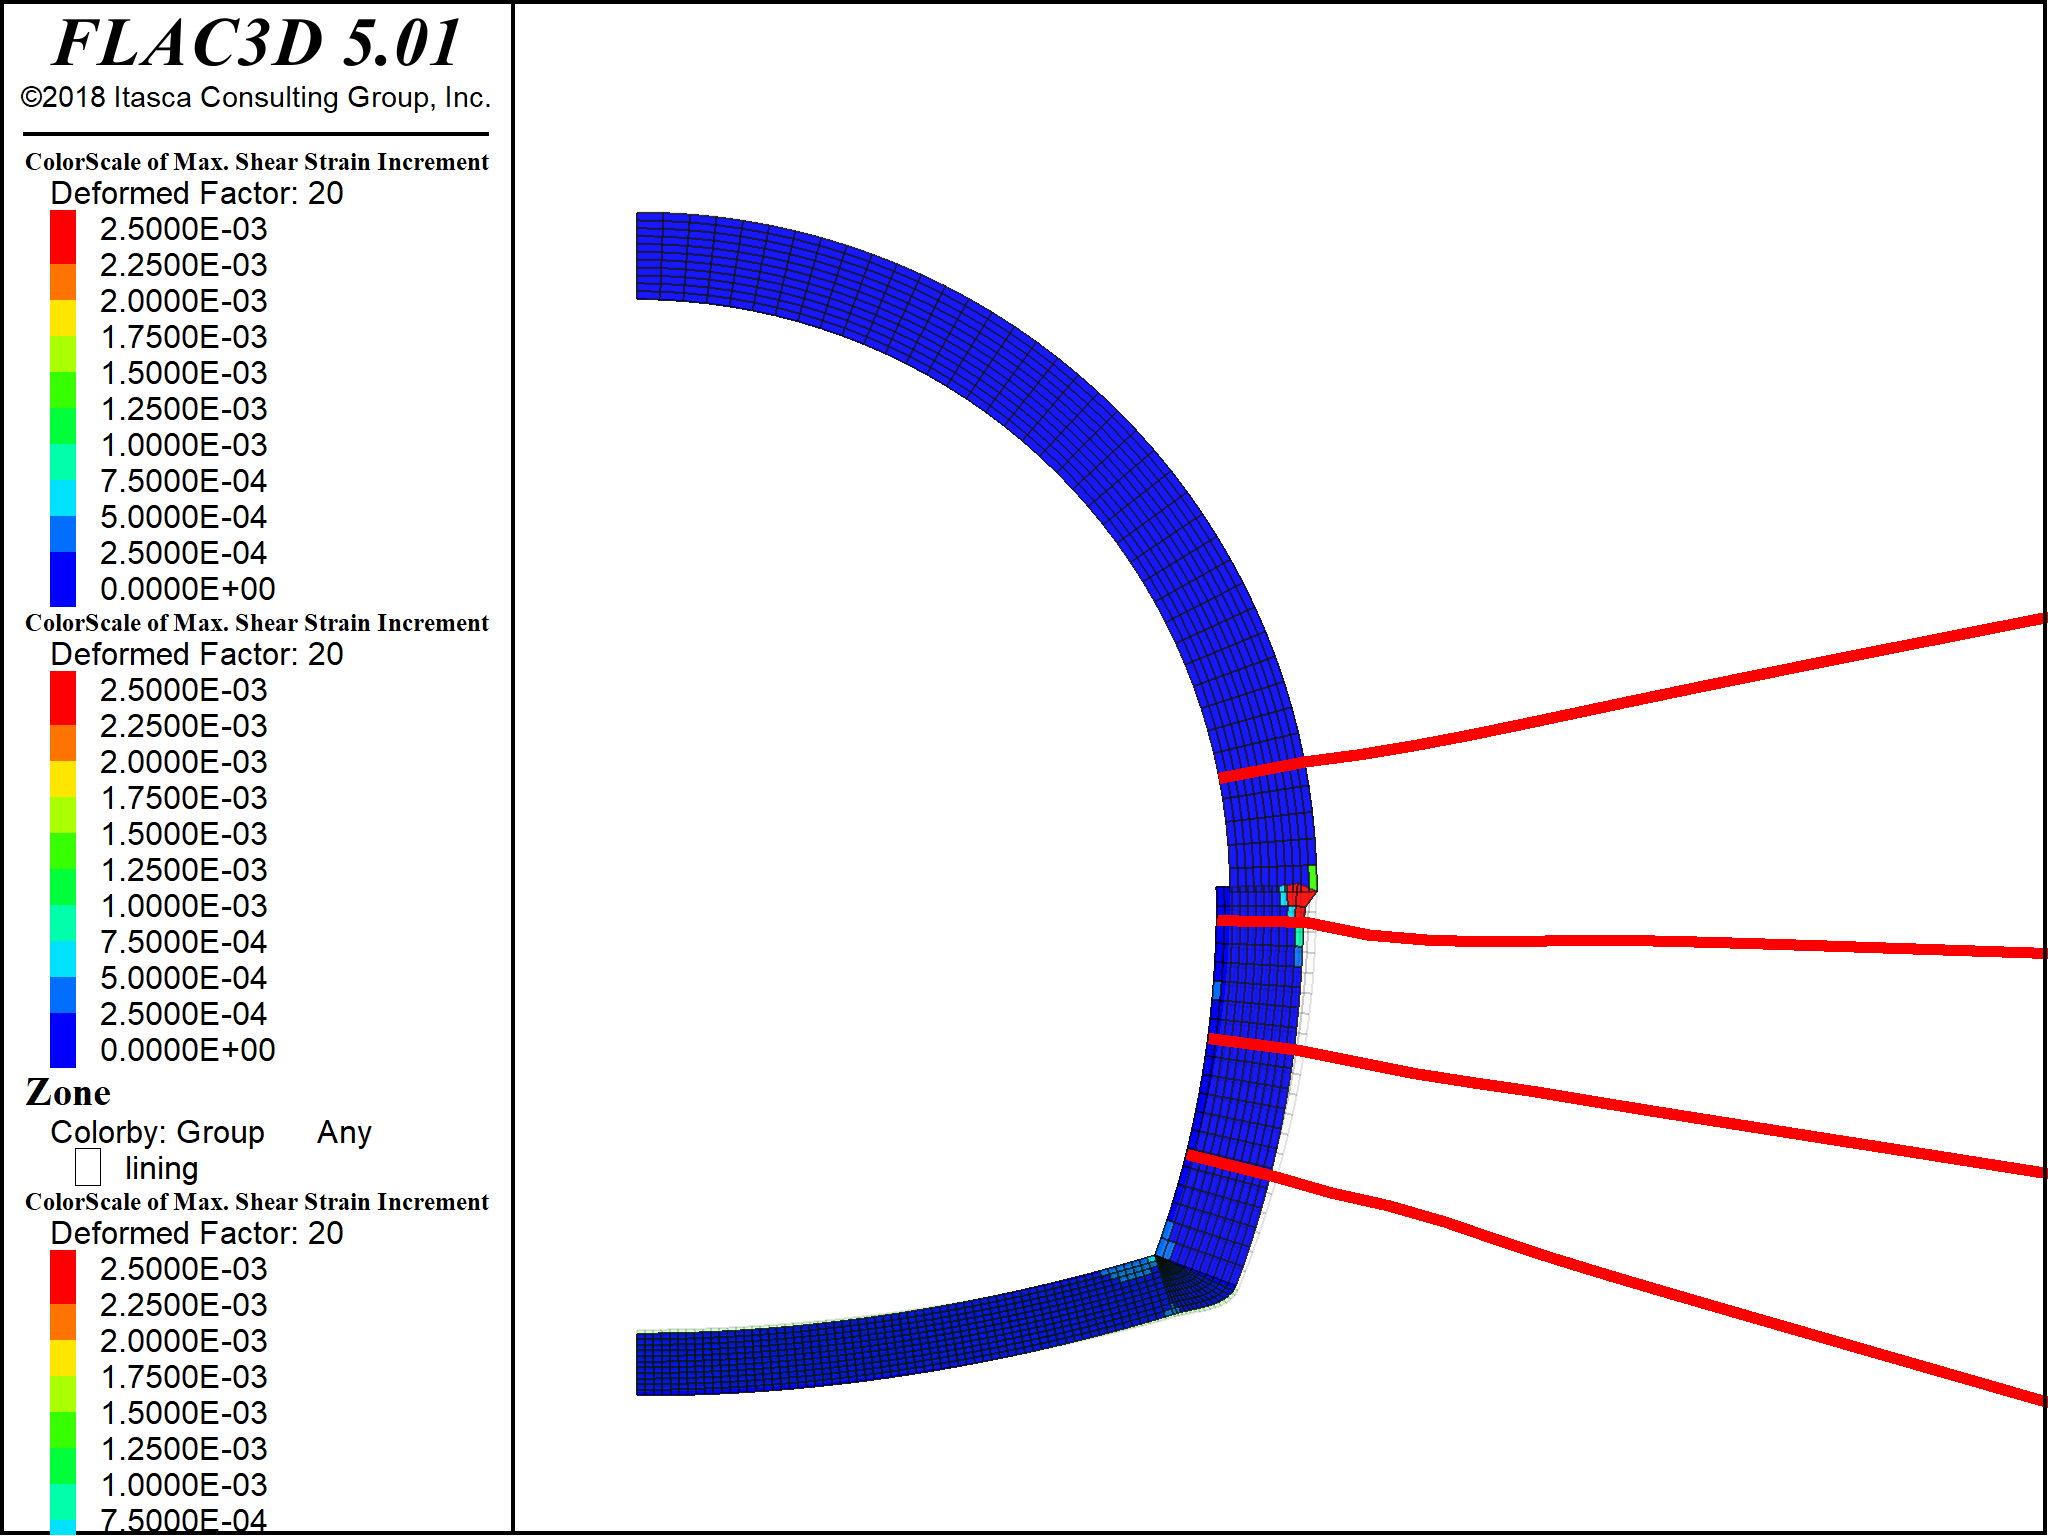 FLAC3D 5.01
©2018 Itasca Consulting Group, Inc.
ColorScale of Max. Shear Strain Increment
Deformed Factor: 20
2.5000E-03
2.2500E-03
2.0000E-03
1.7500E-03
1.5000E-03
1.2500E-03
1.0000E-03
7.5000E-04
5.0000E-04
2.5000E-04
0.0000E+00
ColorScale of Max. Shear Strain Increment
Deformed Factor: 20
2.5000E-03
2.2500E-03
2.0000E-03
1.7500E-03
1.5000E-03
1.2500E-03
1.0000E-03
7.5000E-04
5.0000E-04
2.5000E-04
0.0000E+00
Zone
Colorby: Group Any
lining
ColorScale of Max. Shear Strain Increment
Deformed Factor: 20
2.5000E-03
2.2500E-03
2.0000E-03
1.7500E-03
1.5000E-03
1.2500E-03
1.0000E-03
7.5000E-04